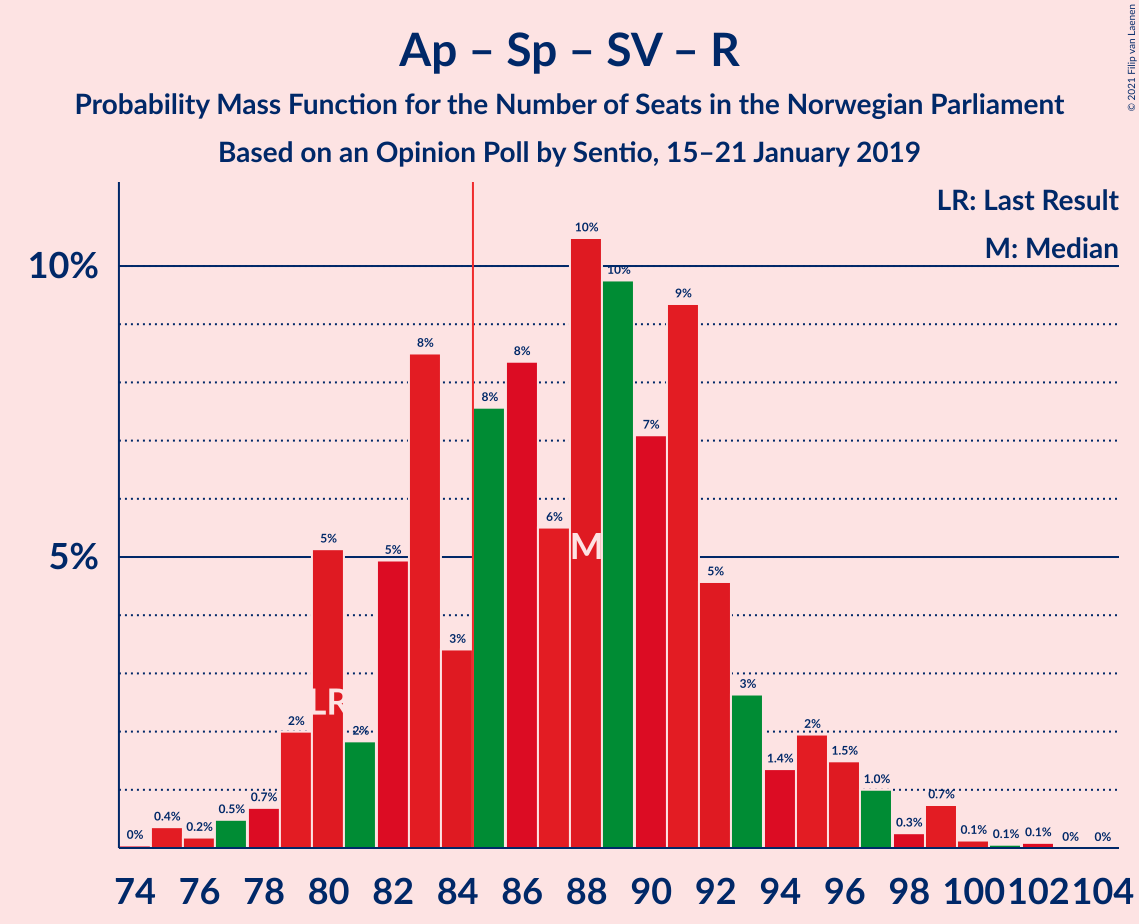 Ap – Sp – SV – R
Probability Mass Function for the Number of Seats in the Norwegian Parliament
Based on an Opinion Poll by Sentio, 15–21 January 2019
© 2021 Filip van Laenen
LR: Last Result
M: Median
10%
5%
0% 0.4% 0.2% 0.5% 0.7% 2% 5% 2% 5% 8% 3% 8% 8% 6% 10% 10% 7% 9% 5% 3% 1.4% 2% 1.5% 1.0% 0.3% 0.7% 0.1% 0.1% 0.1% 0% 0%
LR
M
74 76 78 80 82 84 86 88 90 92 94 96 98 100 102 104